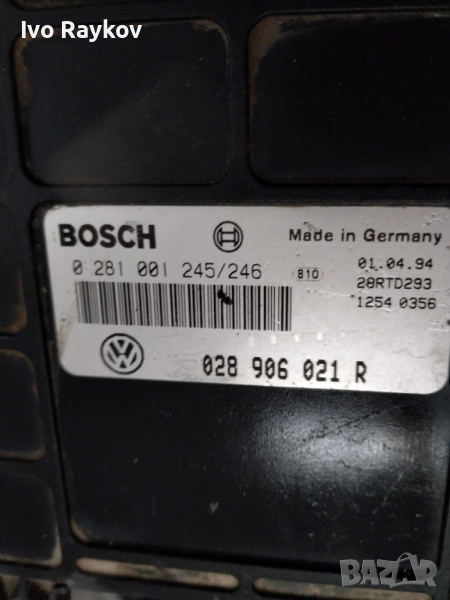 Ivo Raykov
BOSCH
Made in Germany
0 281 001 245/246
810
01.04.94
28RTD293
1254 0356
028 906 021 R
BAZAR